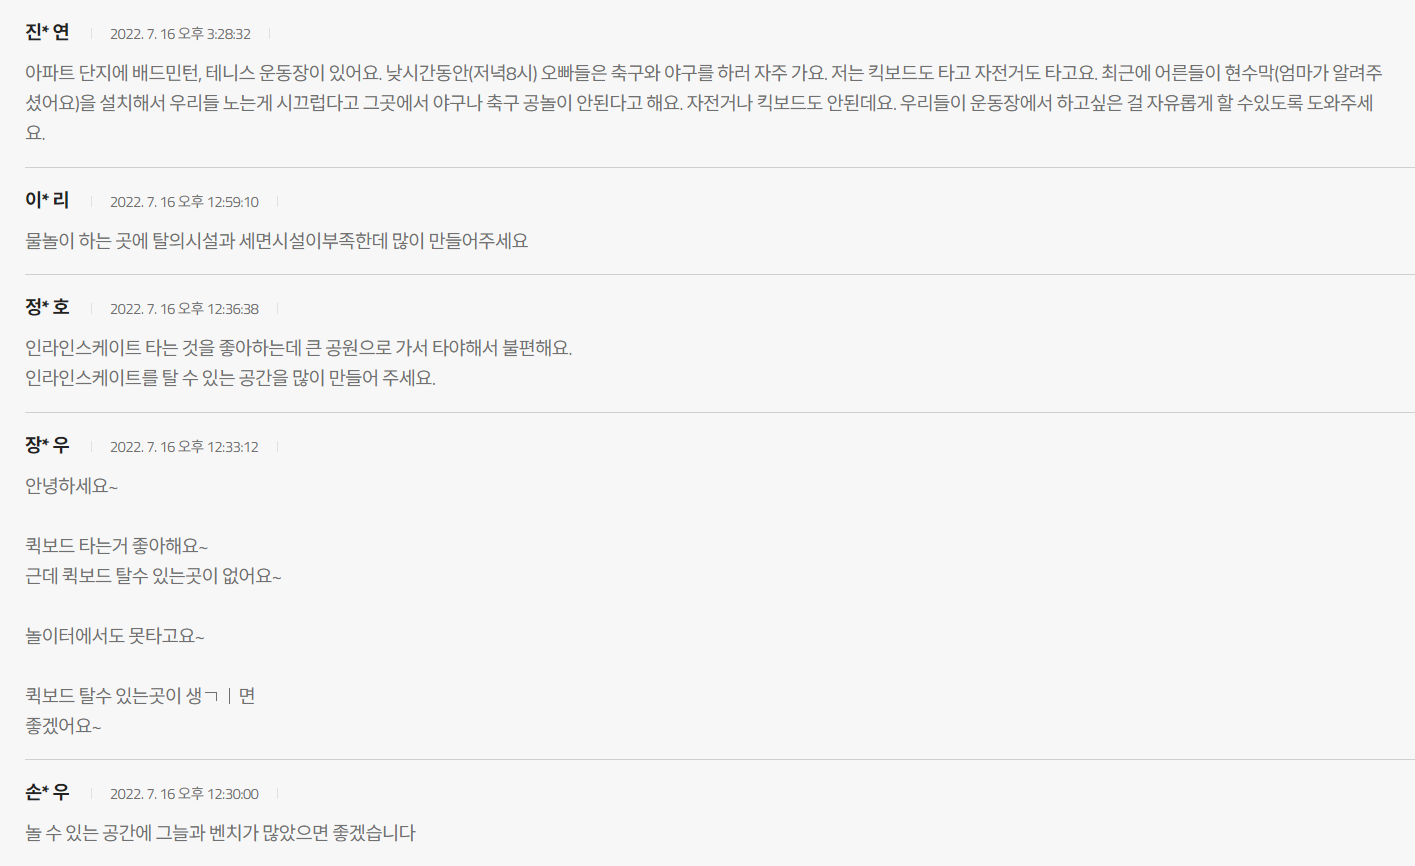 진* 연 2022. 7. 16 오후 3:28:32
아파트 단지에 배드민턴, 테니스 운동장이 있어요. 낮시간동안(저녁8시) 오빠들은 축구와 야구를 하러 자주 가요. 저는 킥보드도 타고 자전거도 타고요. 최근에 어른들이 현수막(엄마가 알려주
셨어요)을 설치해서 우리들 노는게 시끄럽다고 그곳에서 야구나 축구 공놀이 안된다고 해요. 자전거나 킥보드도 안된데요. 우리들이 운동장에서 하고싶은 걸 자유롭게 할 수있도록 도와주세
요.
이* 리 2022. 7. 16 오후 12:59:10
물놀이 하는 곳에 탈의시설과 세면시설이부족한데 많이 만들어주세요
정* 호 2022. 7. 16 오후 12:36:38
인라인스케이트 타는 것을 좋아하는데 큰 공원으로 가서 타야해서 불편해요.
인라인스케이트를 탈 수 있는 공간을 많이 만들어 주세요.
장* 우 2022. 7. 16 오후 12:33:12
안녕하세요~
퀵보드 타는거 좋아해요~
근데 퀵보드 탈수 있는곳이 없어요~
놀이터에서도 못타고요~
퀵보드 탈수 있는곳이 생ㄱㅣ면
좋겠어요~
손* 우 2022. 7. 16 오후 12:30:00
놀 수 있는 공간에 그늘과 벤치가 많았으면 좋겠습니다